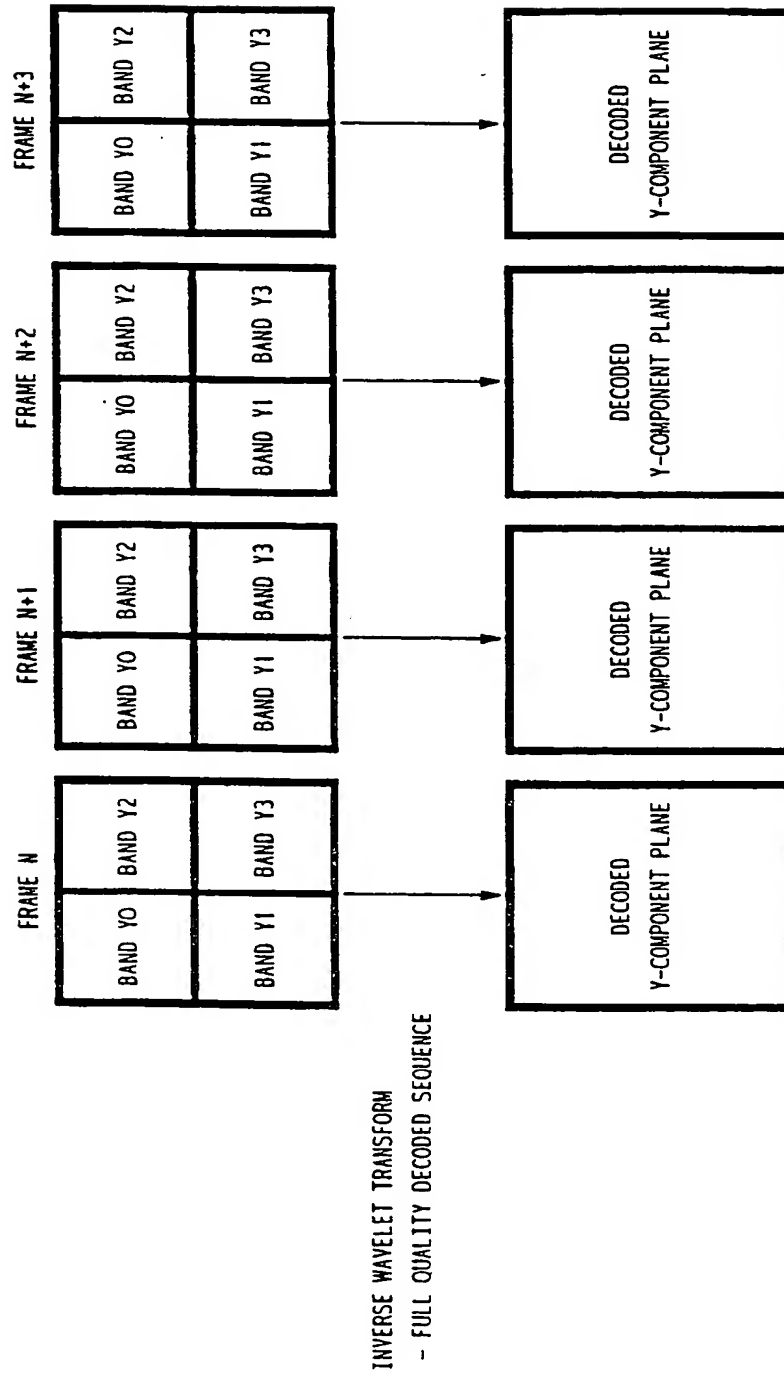 FRAME N
BAND Y0
BAND Y2
BAND Y1
BAND Y3
FRAME N+1
BAND Y0
BAND Y2
BAND Y1
BAND Y3
FRAME N+2
BAND Y0
BAND Y2
BAND Y1
BAND Y3
FRAME N+3
BAND Y0
BAND Y2
BAND Y1
BAND Y3
INVERSE WAVELET TRANSFORM
- FULL QUALITY DECODED SEQUENCE
DECODED
Y-COMPONENT PLANE
DECODED
Y-COMPONENT PLANE
DECODED
Y-COMPONENT PLANE
DECODED
Y-COMPONENT PLANE